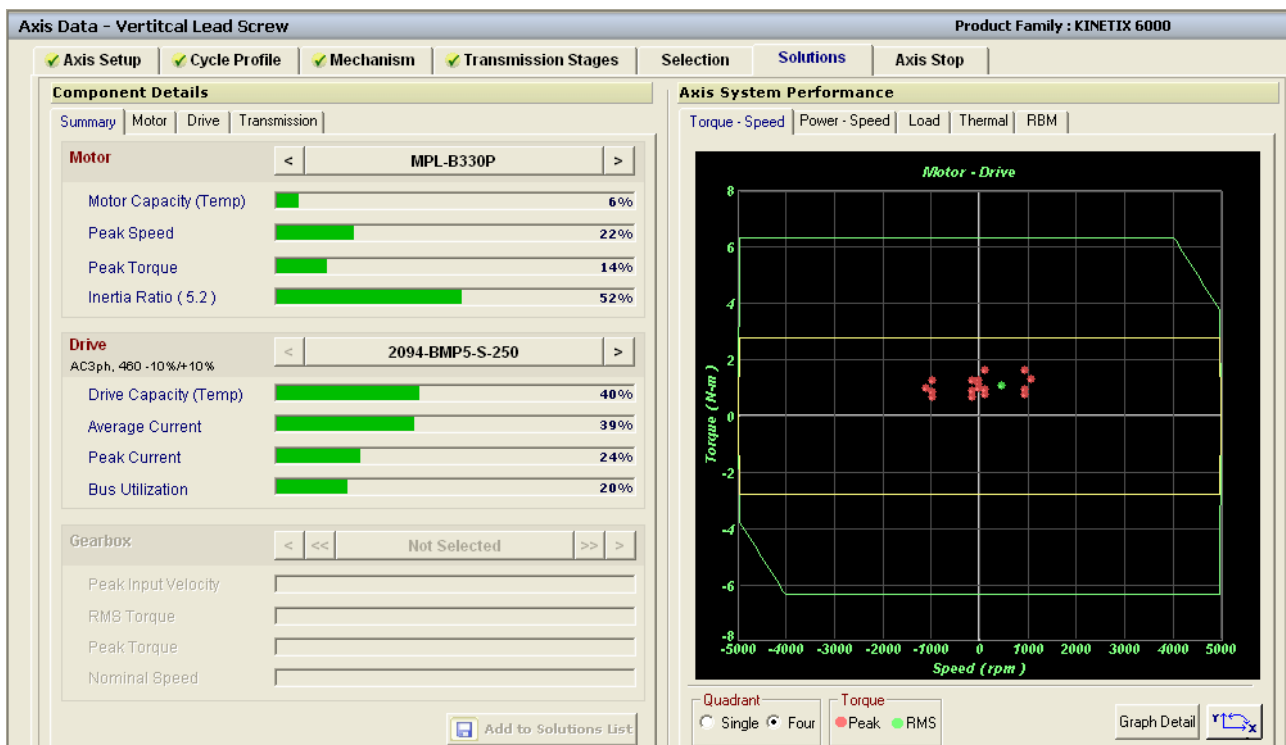 Axis Data - Vertitcal Lead Screw
Product Family : KINETIX 6000
Axis Setup
Cycle Profile
Mechanism
Transmission Stages
Selection
Solutions
Axis Stop
Component Details
Summary
Motor
Drive
Transmission
Motor
<
MPL-B330P
>
Motor Capacity (Temp)
6%
Peak Speed
22%
Peak Torque
14%
Inertia Ratio ( 5.2 )
52%
Drive
AC3ph, 460 -10%/+10%
<
2094-BMP5-S-250
>
Drive Capacity (Temp)
40%
Average Current
39%
Peak Current
24%
Bus Utilization
20%
Gearbox
<
<<
Not Selected
>>
>
Peak Input Velocity
RMS Torque
Peak Torque
Nominal Speed
Add to Solutions List
Axis System Performance
Torque - Speed
Power - Speed
Load
Thermal
RBM
Motor - Drive
Torque ( N-m )
8
6
4
2
0
-2
-4
-6
-8
-5000 -4000 -3000 -2000 -1000 0 1000 2000 3000 4000 5000
Speed ( rpm )
Quadrant
Single
Four
Torque
Peak
RMS
Graph Detail
Y
X